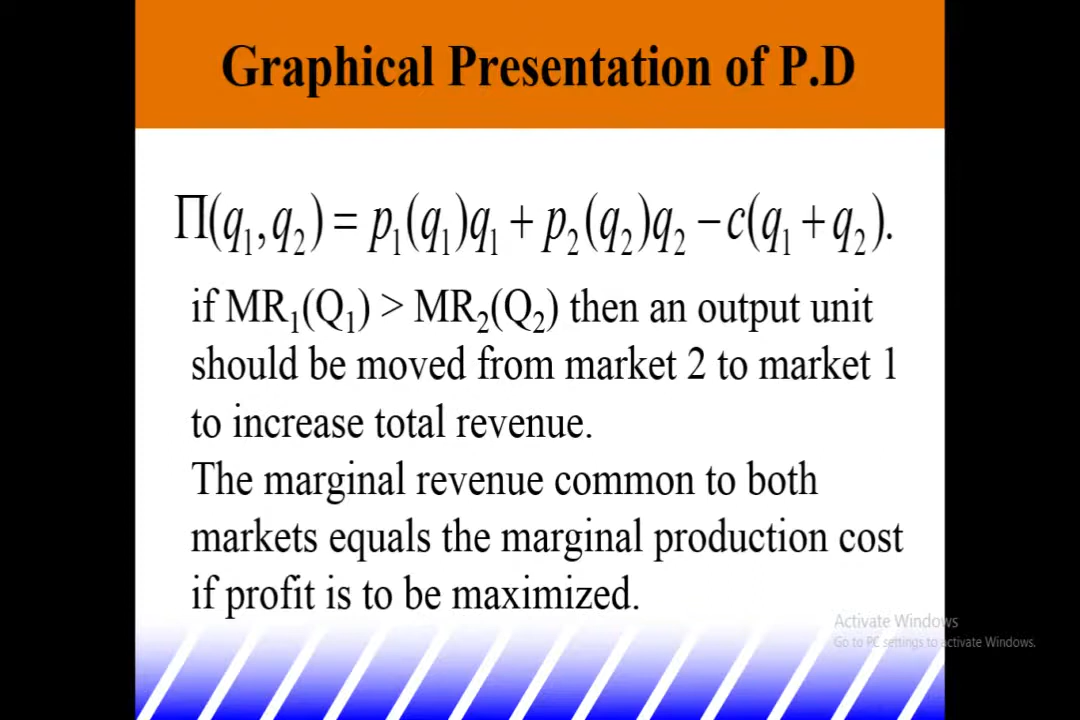 Graphical Presentation of P.D
Π(q₁,q₂) = p₁(q₁)q₁ + p₂(q₂)q₂ − c(q₁ + q₂).
if MR₁(Q₁) > MR₂(Q₂) then an output unit
should be moved from market 2 to market 1
to increase total revenue.
The marginal revenue common to both
markets equals the marginal production cost
if profit is to be maximized.
Activate Windows
Go to PC settings to activate Windows.